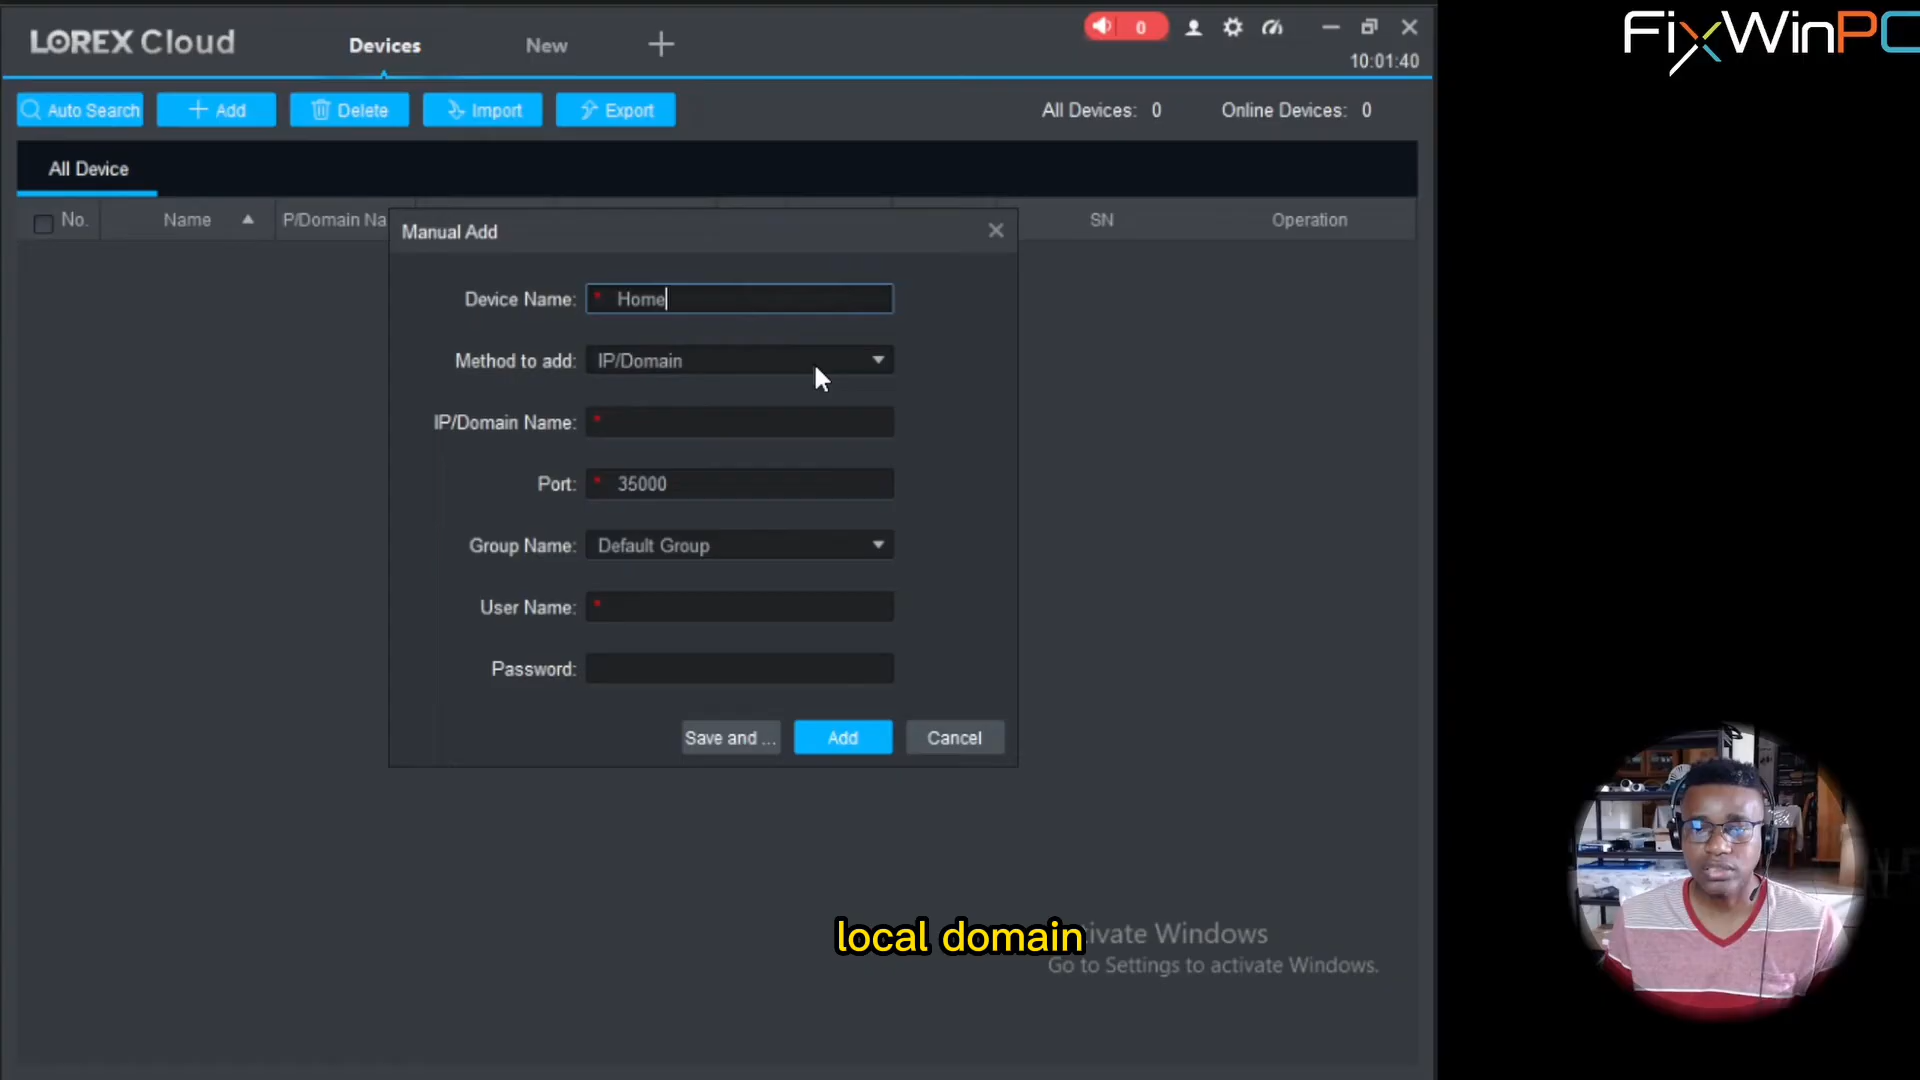 LOREX Cloud
Devices
New
0
10:01:40
FixWinPC
Auto Search
Add
Delete
Import
Export
All Devices: 0
Online Devices: 0
All Device
No.
Name
P/Domain Na
SN
Operation
Manual Add
Device Name: * Home
Method to add: IP/Domain
IP/Domain Name: *
Port: * 35000
Group Name: Default Group
User Name: *
Password:
Save and ...
Add
Cancel
local domain
ivate Windows
Go to Settings to activate Windows.